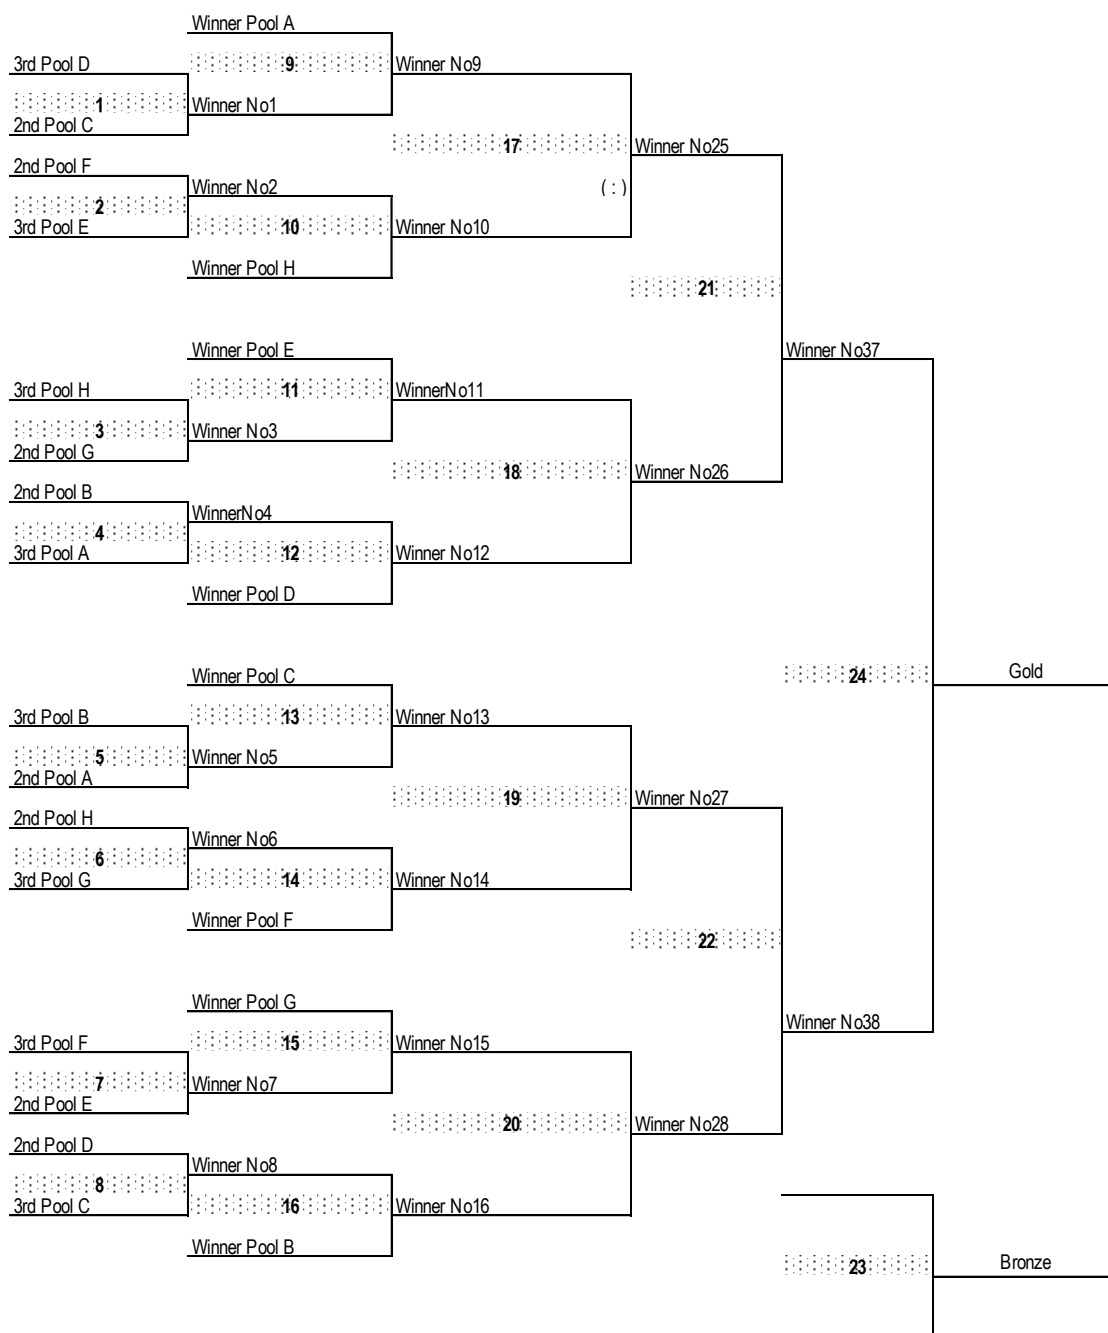 Winner Pool A
3rd Pool D
9
Winner No9
1
Winner No1
2nd Pool C
17
Winner No25
2nd Pool F
Winner No2
( : )
2
3rd Pool E
10
Winner No10
Winner Pool H
21
Winner Pool E
Winner No37
3rd Pool H
11
WinnerNo11
3
Winner No3
2nd Pool G
18
Winner No26
2nd Pool B
WinnerNo4
4
3rd Pool A
12
Winner No12
Winner Pool D
Winner Pool C
24
Gold
3rd Pool B
13
Winner No13
5
Winner No5
2nd Pool A
19
Winner No27
2nd Pool H
Winner No6
6
3rd Pool G
14
Winner No14
Winner Pool F
22
Winner Pool G
Winner No38
3rd Pool F
15
Winner No15
7
Winner No7
2nd Pool E
20
Winner No28
2nd Pool D
Winner No8
8
3rd Pool C
16
Winner No16
Winner Pool B
23
Bronze